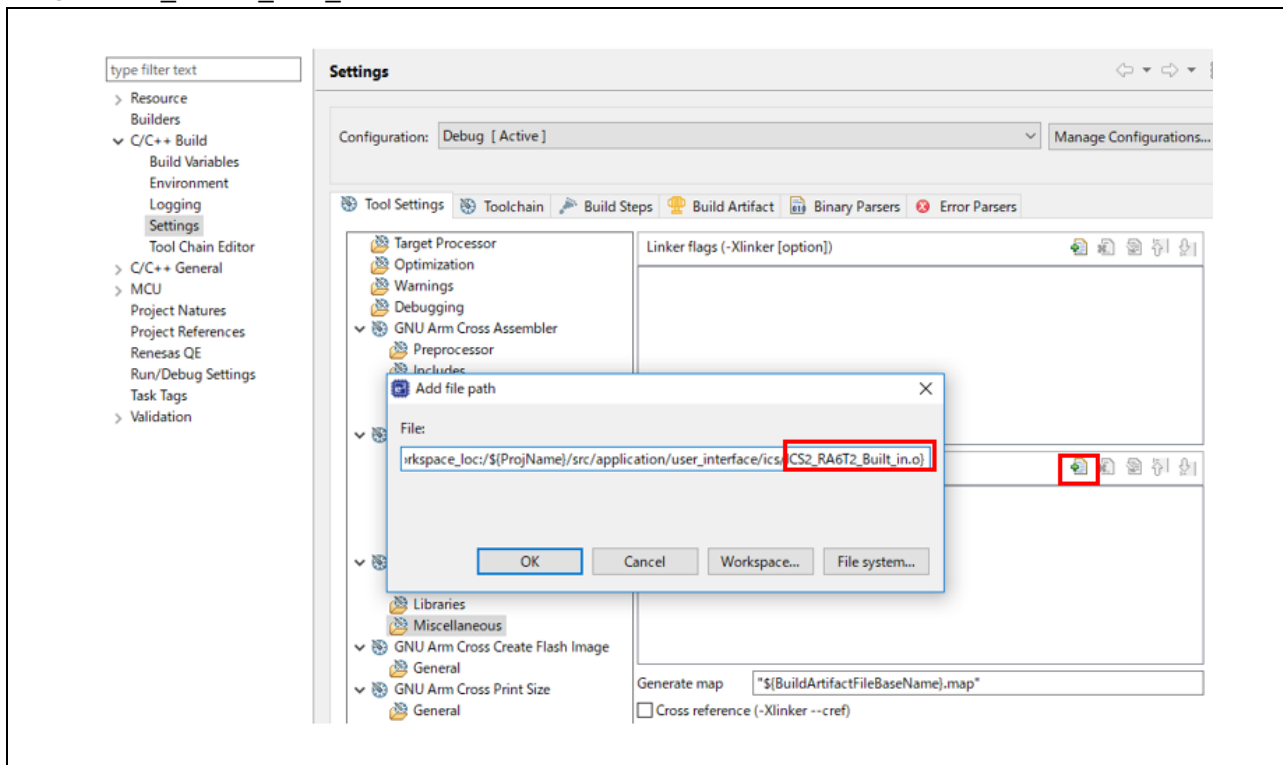 type filter text
Resource
Builders
C/C++ Build
Build Variables
Environment
Logging
Settings
Tool Chain Editor
C/C++ General
MCU
Project Natures
Project References
Renesas QE
Run/Debug Settings
Task Tags
Validation
Settings
Configuration: Debug [ Active ] Manage Configurations...
Tool Settings Toolchain Build Steps Build Artifact Binary Parsers Error Parsers
Target Processor
Optimization
Warnings
Debugging
GNU Arm Cross Assembler
Preprocessor
Includes
Linker flags (-Xlinker [option])
Add file path
File:
rkspace_loc:/${ProjName}/src/application/user_interface/ics/ICS2_RA6T2_Built_in.o}
OK Cancel Workspace... File system...
Libraries
Miscellaneous
GNU Arm Cross Create Flash Image
General
GNU Arm Cross Print Size
General
Generate map "${BuildArtifactFileBaseName}.map"
Cross reference (-Xlinker --cref)